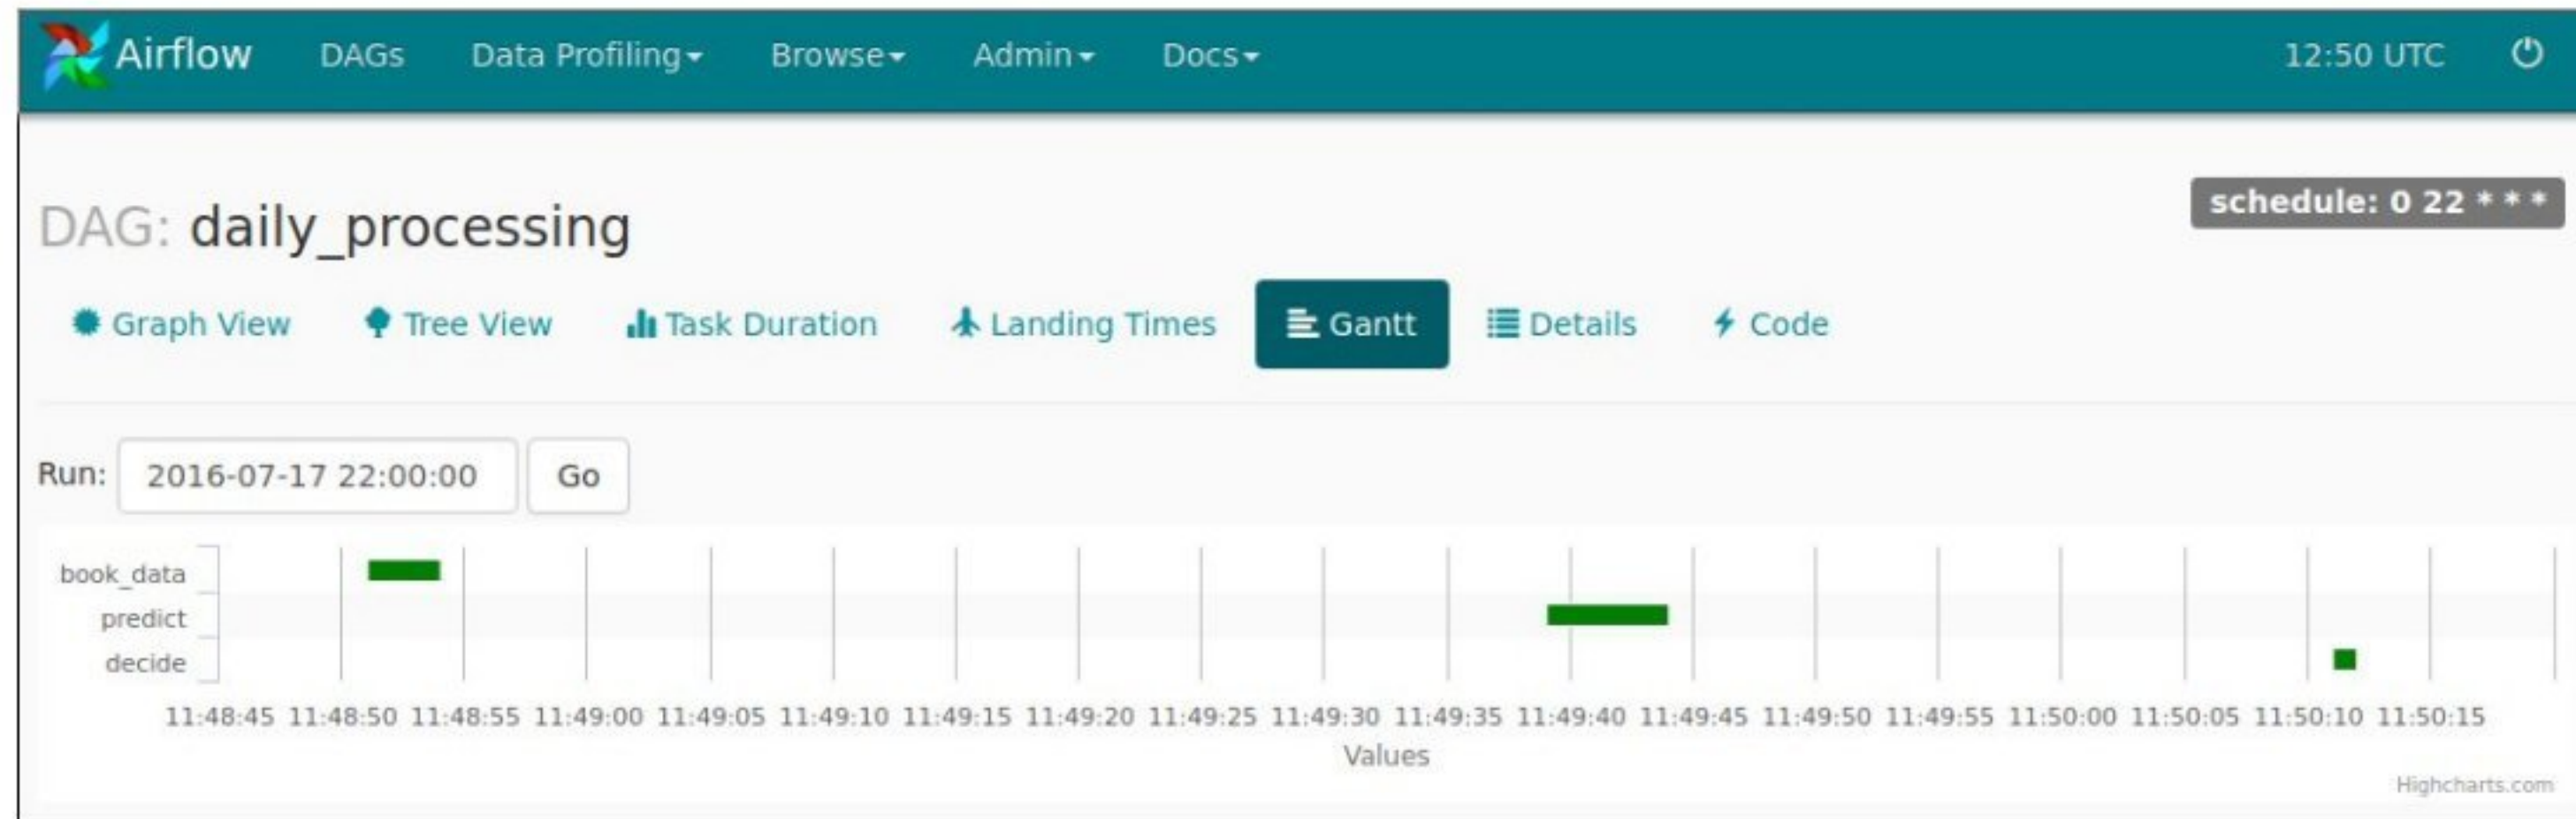 Airflow DAGs Data Profiling Browse Admin Docs 12:50 UTC
schedule: 0 22 * * *
DAG: daily_processing
Graph View Tree View Task Duration Landing Times Gantt Details Code
Run: 2016-07-17 22:00:00 Go
book_data
predict
decide
11:48:45 11:48:50 11:48:55 11:49:00 11:49:05 11:49:10 11:49:15 11:49:20 11:49:25 11:49:30 11:49:35 11:49:40 11:49:45 11:49:50 11:49:55 11:50:00 11:50:05 11:50:10 11:50:15
Values
Highcharts.com